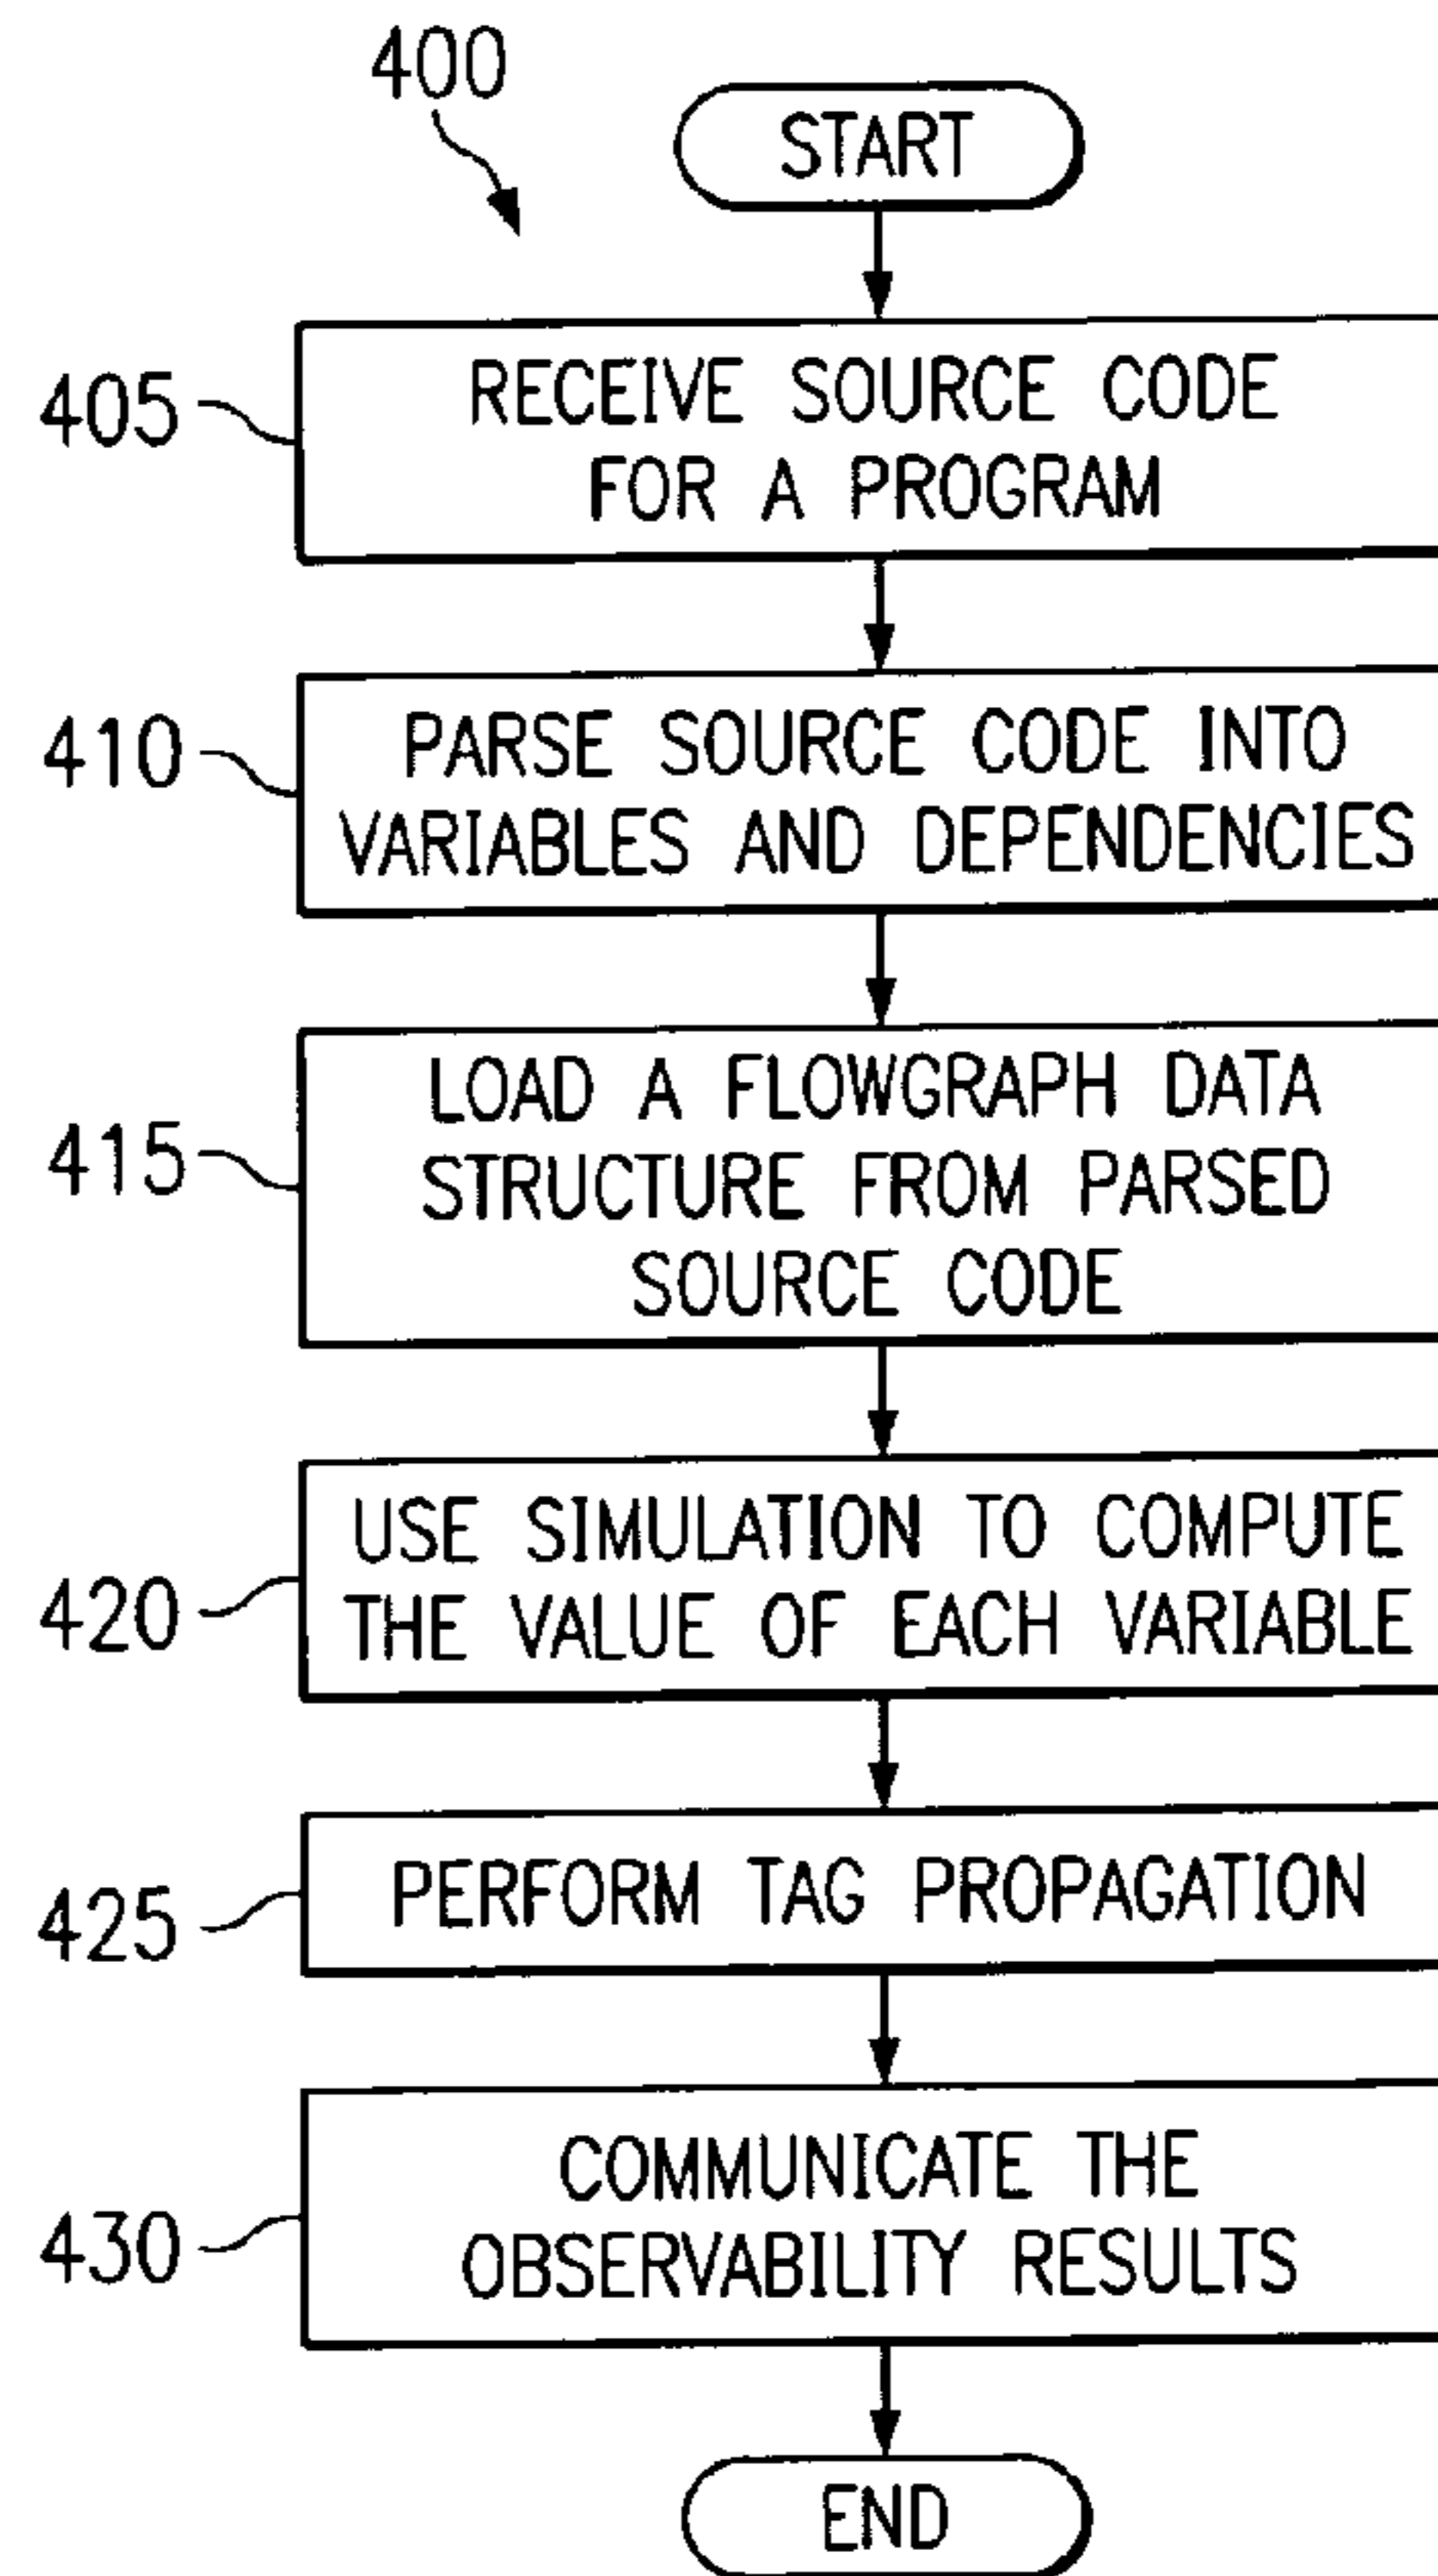 400
START
405
RECEIVE SOURCE CODE
FOR A PROGRAM
410
PARSE SOURCE CODE INTO
VARIABLES AND DEPENDENCIES
415
LOAD A FLOWGRAPH DATA
STRUCTURE FROM PARSED
SOURCE CODE
420
USE SIMULATION TO COMPUTE
THE VALUE OF EACH VARIABLE
425
PERFORM TAG PROPAGATION
430
COMMUNICATE THE
OBSERVABILITY RESULTS
END